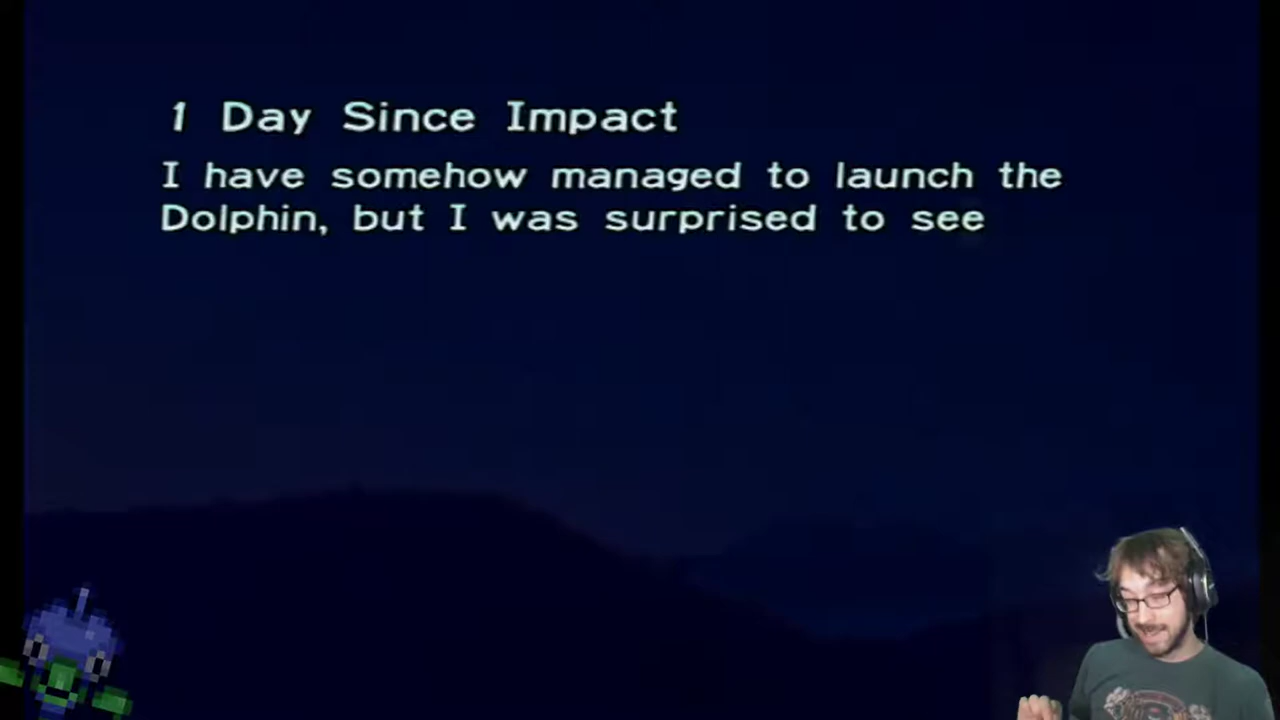 1 Day Since Impact
I have somehow managed to launch the
Dolphin, but I was surprised to see